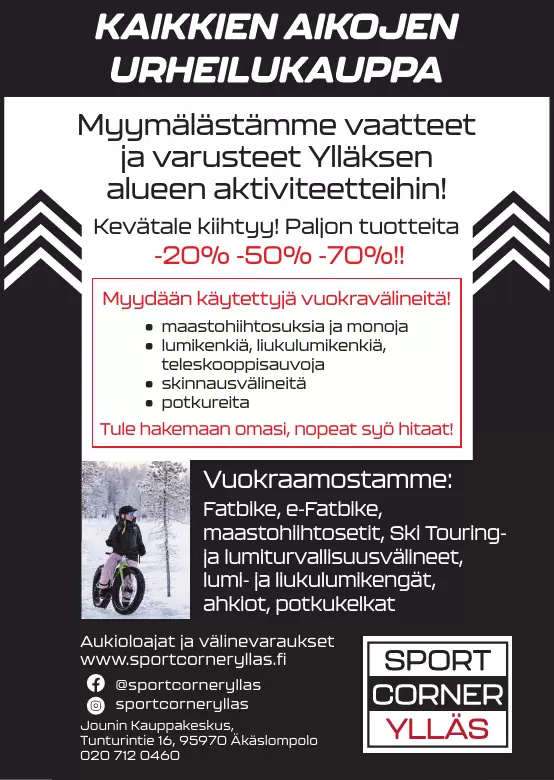 KAIKKIEN AIKOJEN
URHEILUKAUPPA
Myymälästämme vaatteet
ja varusteet Ylläksen
alueen aktiviteetteihin!
Kevätale kiihtyy! Paljon tuotteita
-20% -50% -70%!!
Myydään käytettyjä vuokravälineitä!
• maastohiihtosuksia ja monoja
• lumikenkiä, liukulumikenkiä,
teleskooppisauvoja
• skinnausvälineitä
• potkureita
Tule hakemaan omasi, nopeat syö hitaat!
Vuokraamostamme:
Fatbike, e-Fatbike,
maastohiihtosetit, Ski Touring-
ja lumiturvallisuusvälineet,
lumi- ja liukulumikengät,
ahkiot, potkukelkat
Aukioloajat ja välinevaraukset
www.sportcorneryllas.fi
@sportcorneryllas
sportcorneryllas
Jounin Kauppakeskus,
Tunturintie 16, 95970 Äkäslompolo
020 712 0460
SPORT
CORNER
YLLÄS